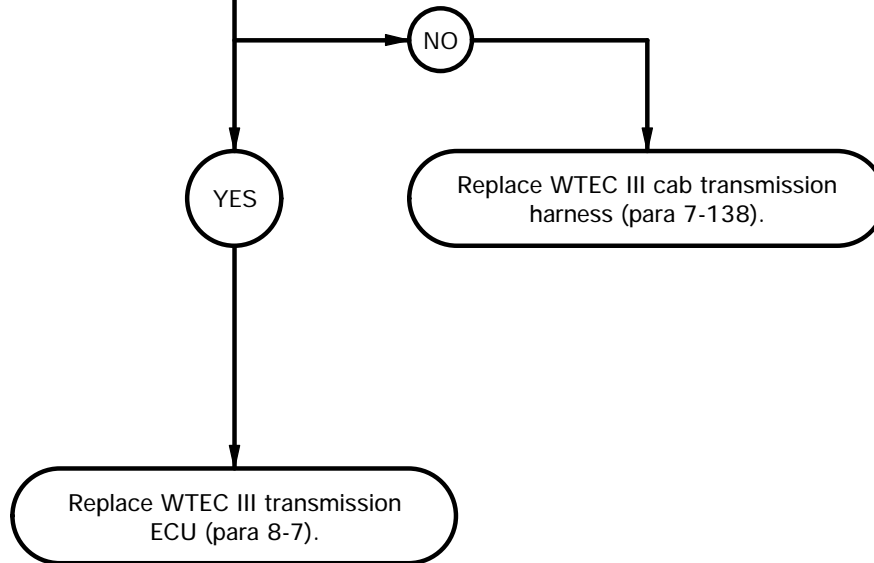 NO
YES
Replace WTEC III cab transmission
harness (para 7-138).
Replace WTEC III transmission
ECU (para 8-7).